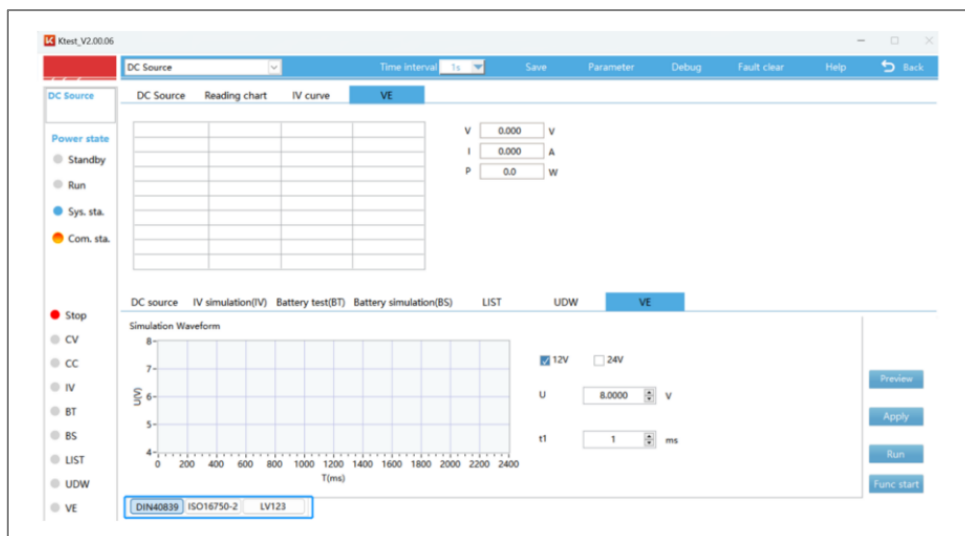 Ktest_V2.00.06
DC Source Time interval 1s Save Parameter Debug Fault clear Help Back
DC Source
DC Source Reading chart IV curve VE
Power state
Standby
Run
Sys. sta.
Com. sta.
V 0.000 V
I 0.000 A
P 0.0 W
DC source IV simulation(IV) Battery test(BT) Battery simulation(BS) LIST UDW VE
Stop
CV
CC
IV
BT
BS
LIST
UDW
VE
Simulation Waveform
U(V)
8
7
6
5
4
0 200 400 600 800 1000 1200 1400 1600 1800 2000 2200 2400
T(ms)
12V 24V
U 8.0000 V
t1 1 ms
Preview
Apply
Run
Func start
DIN40839 ISO16750-2 LV123